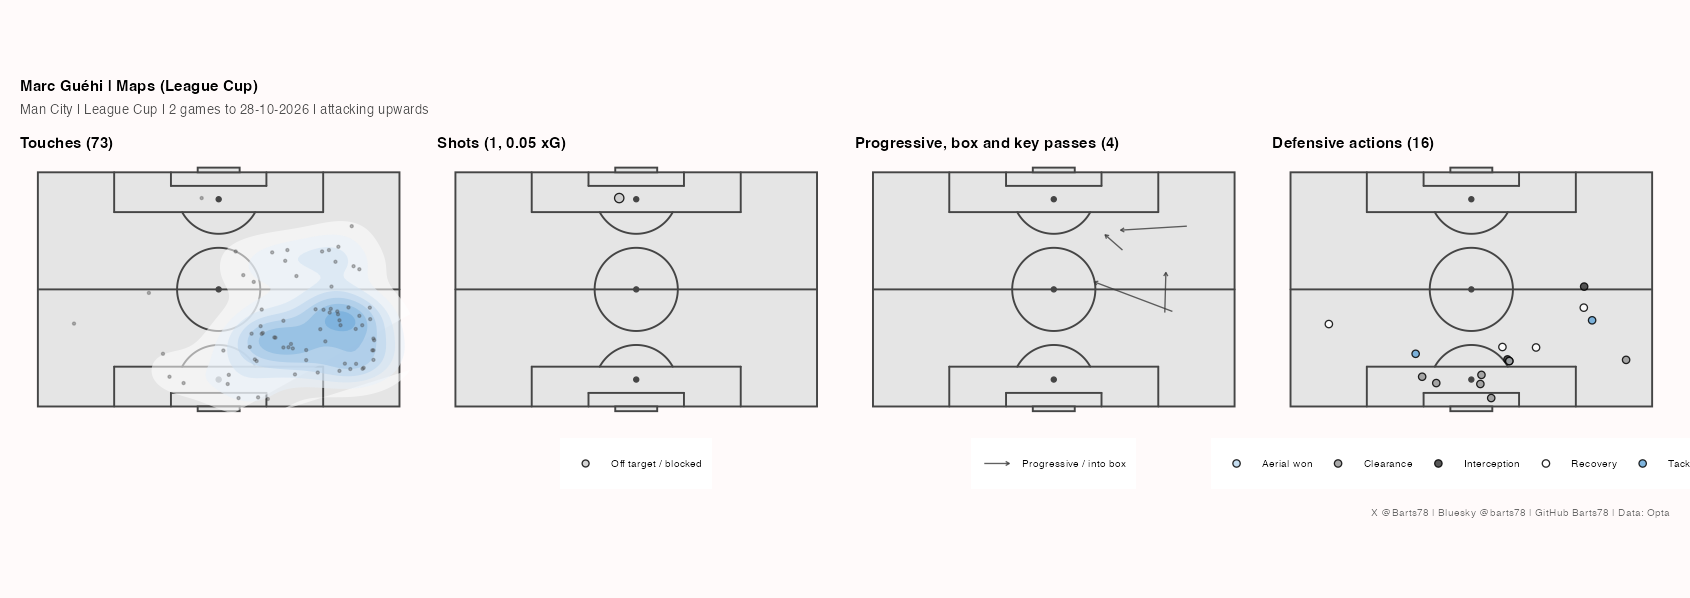 Marc Guéhi | Maps (League Cup)
Man City | League Cup | 2 games to 28-10-2026 | attacking upwards
Touches (73)
Shots (1, 0.05 xG)
Progressive, box and key passes (4)
Defensive actions (16)
Off target / blocked
Progressive / into box
Aerial won
Clearance
Interception
Recovery
Tack
X @Barts78 | Bluesky @barts78 | GitHub Barts78 | Data: Opta